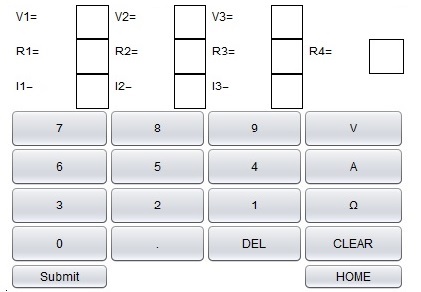 V1= V2= V3=
R1= R2= R3= R4=
I1= I2= I3=
7 8 9 V
6 5 4 A
3 2 1 Ω
0 . DEL CLEAR
Submit HOME